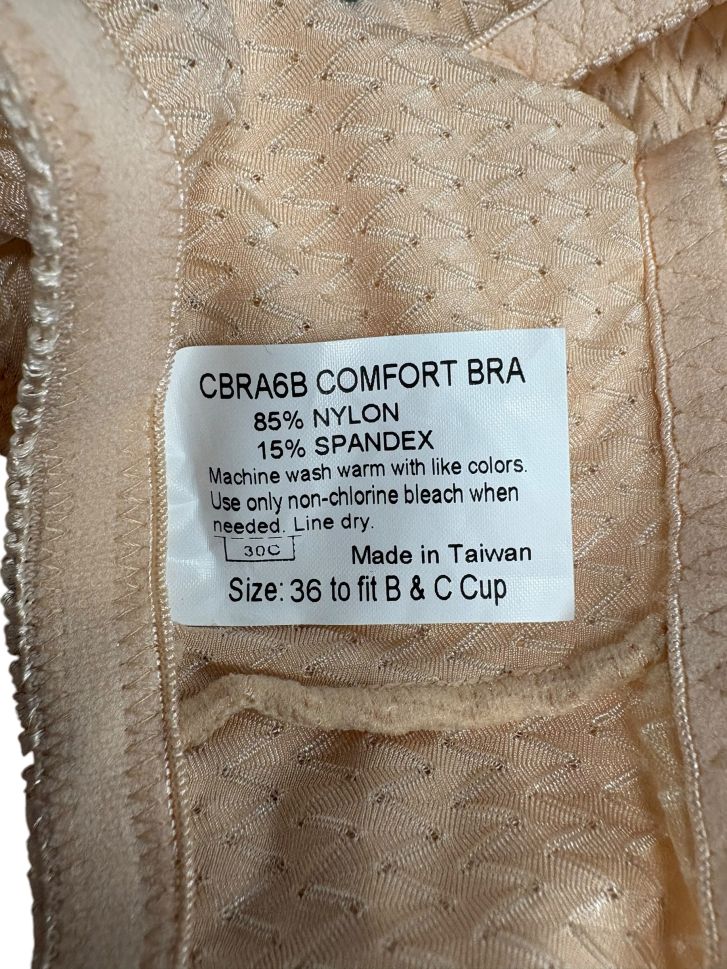 CBRA6B COMFORT BRA
85% NYLON
15% SPANDEX
Machine wash warm with like colors.
Use only non-chlorine bleach when
needed. Line dry.
30C Made in Taiwan
Size: 36 to fit B & C Cup